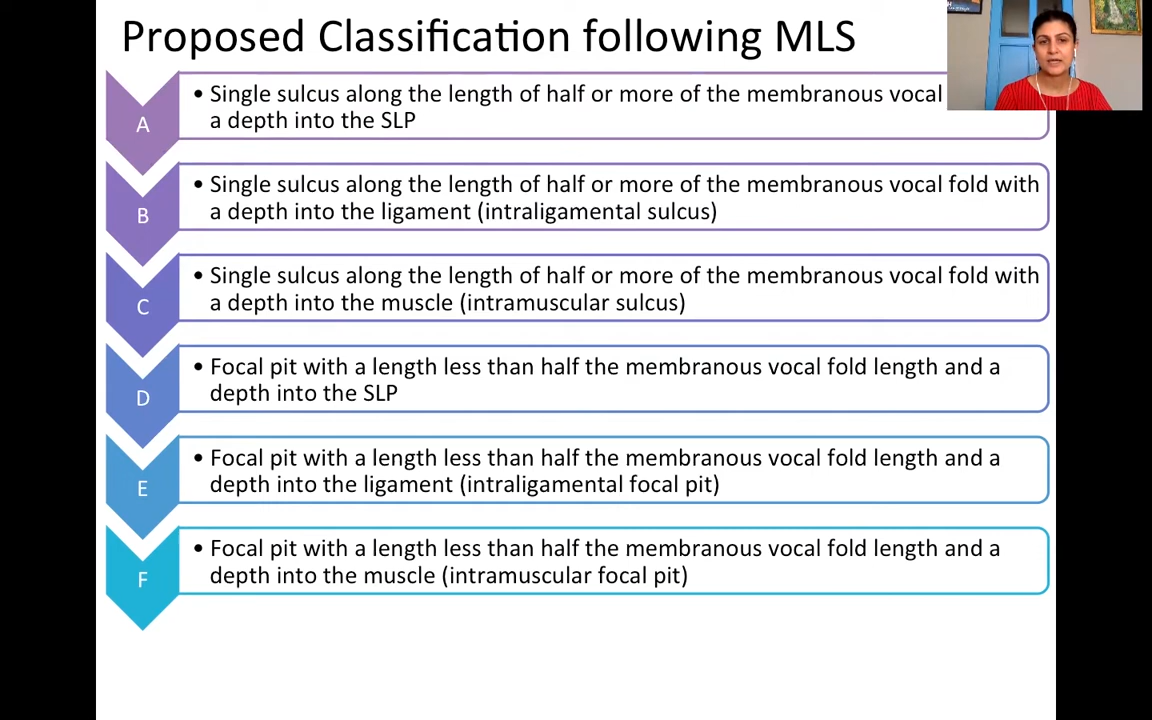 Proposed Classification following MLS
A
• Single sulcus along the length of half or more of the membranous vocal
a depth into the SLP
B
• Single sulcus along the length of half or more of the membranous vocal fold with
a depth into the ligament (intraligamental sulcus)
C
• Single sulcus along the length of half or more of the membranous vocal fold with
a depth into the muscle (intramuscular sulcus)
D
• Focal pit with a length less than half the membranous vocal fold length and a
depth into the SLP
E
• Focal pit with a length less than half the membranous vocal fold length and a
depth into the ligament (intraligamental focal pit)
F
• Focal pit with a length less than half the membranous vocal fold length and a
depth into the muscle (intramuscular focal pit)